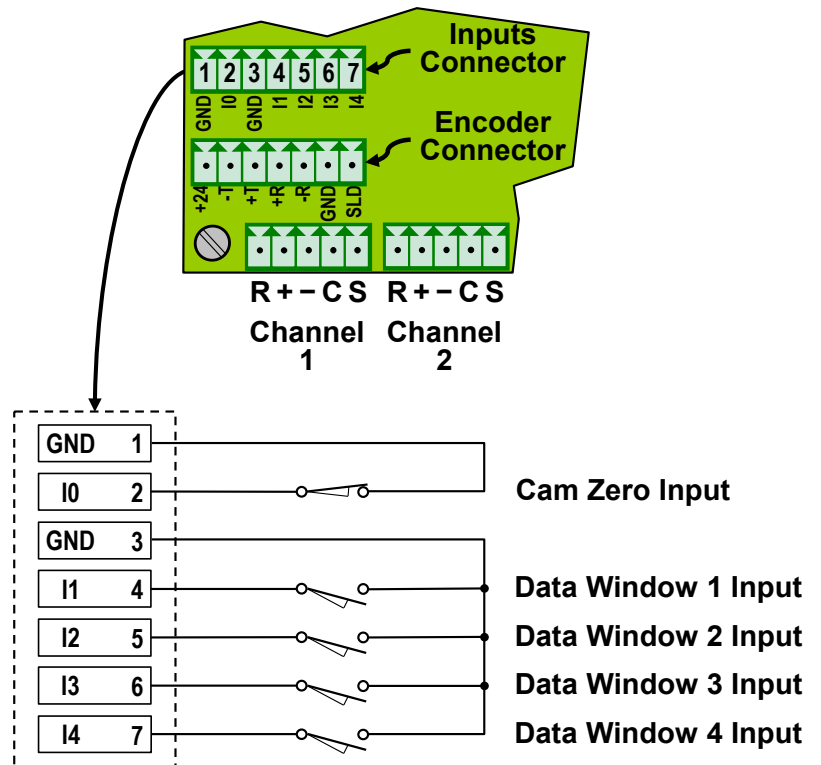 Inputs
Connector
1 2 3 4 5 6 7
GND I0 GND I1 I2 I3 I4
Encoder
Connector
+24 -T +T +R -R GND SLD
R + − C S R + − C S
Channel Channel
1 2
GND 1
I0 2 Cam Zero Input
GND 3
I1 4 Data Window 1 Input
I2 5 Data Window 2 Input
I3 6 Data Window 3 Input
I4 7 Data Window 4 Input